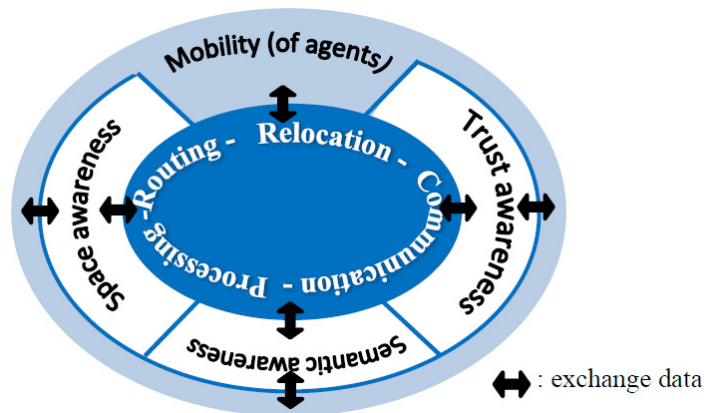 Mobility (of agents)
Space awareness
Trust awareness
Semantic awareness
Routing - Relocation - Communication - Processing -
: exchange data